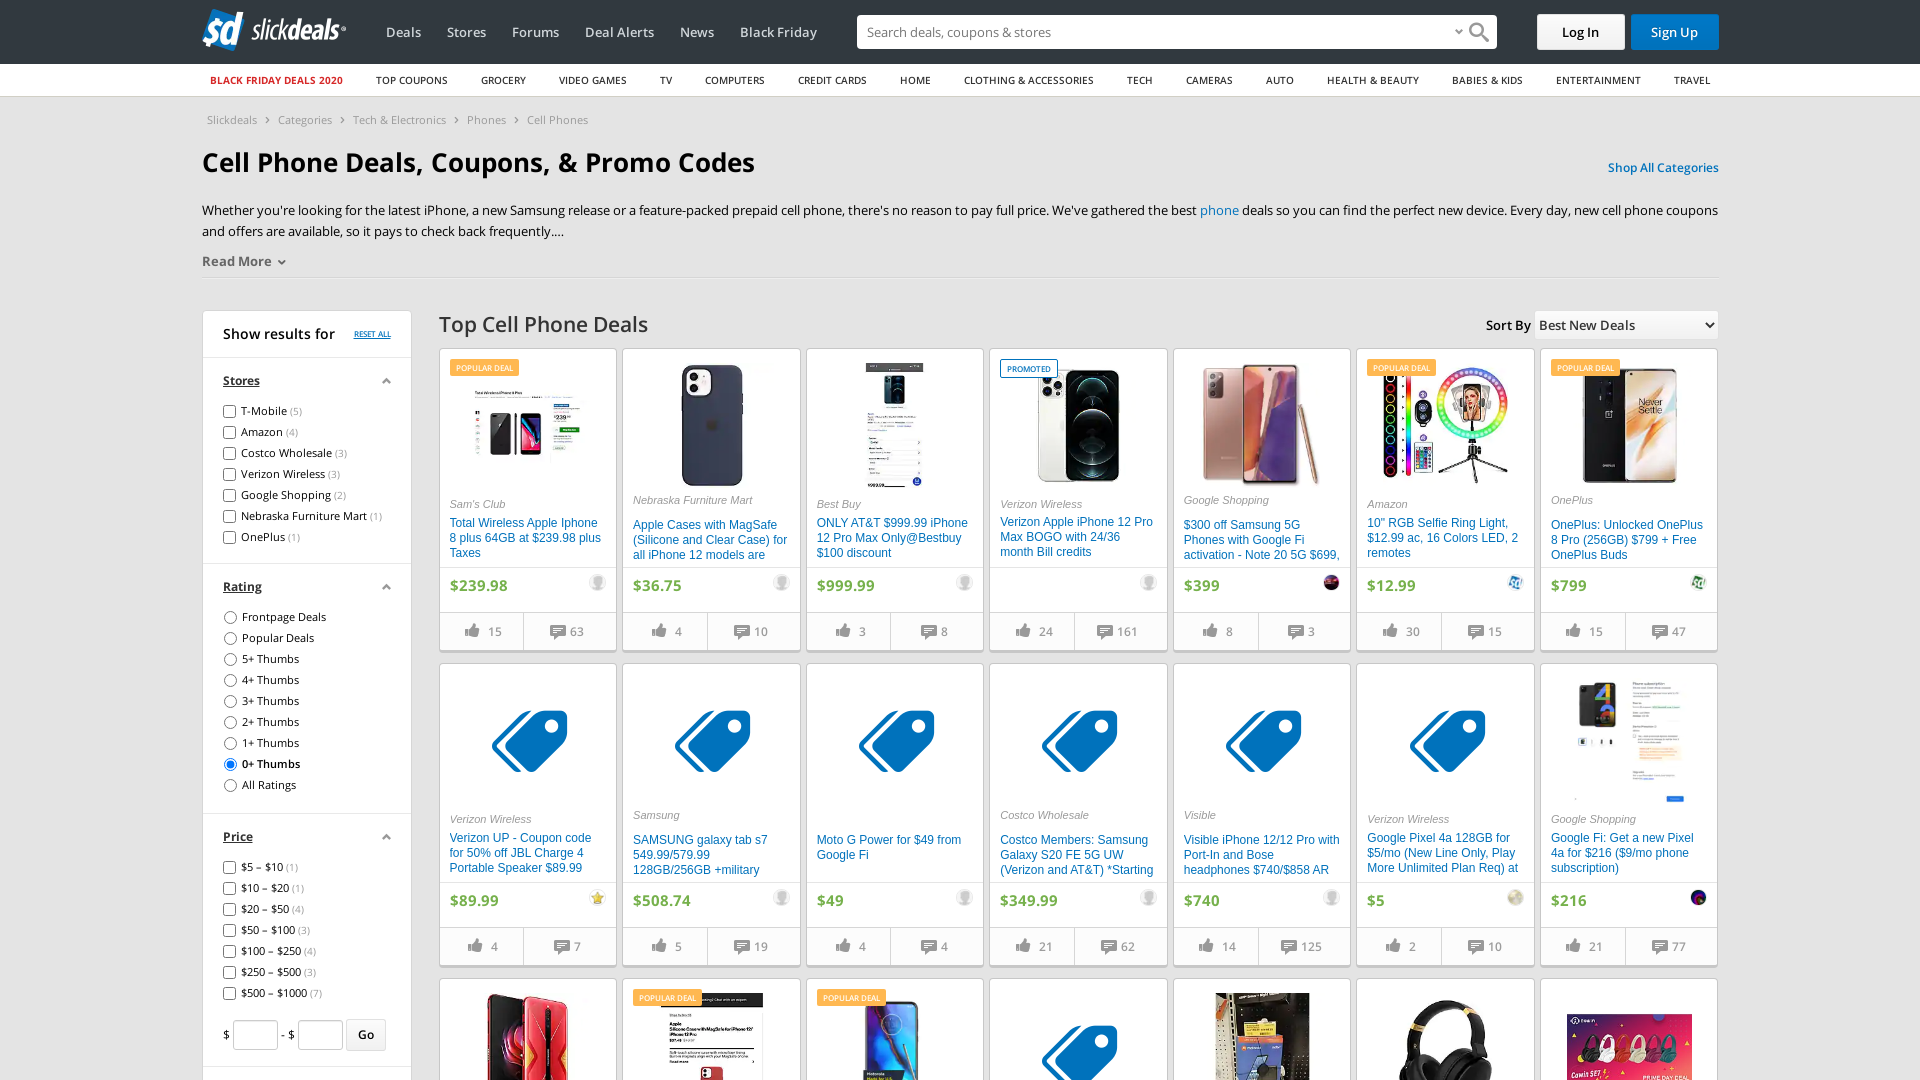 slickdeals
Deals
Stores
Forums
Deal Alerts
News
Black Friday
Search deals, coupons & stores
Log In
Sign Up
BLACK FRIDAY DEALS 2020
TOP COUPONS
GROCERY
VIDEO GAMES
TV
COMPUTERS
CREDIT CARDS
HOME
CLOTHING & ACCESSORIES
TECH
CAMERAS
AUTO
HEALTH & BEAUTY
BABIES & KIDS
ENTERTAINMENT
TRAVEL
Slickdeals > Categories > Tech & Electronics > Phones > Cell Phones
Cell Phone Deals, Coupons, & Promo Codes
Shop All Categories
Whether you're looking for the latest iPhone, a new Samsung release or a feature-packed prepaid cell phone, there's no reason to pay full price. We've gathered the best phone deals so you can find the perfect new device. Every day, new cell phone coupons
and offers are available, so it pays to check back frequently....
Read More
Show results for
RESET ALL
Stores
T-Mobile (5)
Amazon (4)
Costco Wholesale (3)
Verizon Wireless (3)
Google Shopping (2)
Nebraska Furniture Mart (1)
OnePlus (1)
Rating
Frontpage Deals
Popular Deals
5+ Thumbs
4+ Thumbs
3+ Thumbs
2+ Thumbs
1+ Thumbs
0+ Thumbs
All Ratings
Price
$5 – $10 (1)
$10 – $20 (1)
$20 – $50 (4)
$50 – $100 (3)
$100 – $250 (4)
$250 – $500 (3)
$500 – $1000 (7)
$ - $ Go
Top Cell Phone Deals
Sort By Best New Deals
POPULAR DEAL
Sam's Club
Total Wireless Apple Iphone
8 plus 64GB at $239.98 plus
Taxes
$239.98
15
63
Nebraska Furniture Mart
Apple Cases with MagSafe
(Silicone and Clear Case) for
all iPhone 12 models are
$36.75
4
10
Best Buy
ONLY AT&T $999.99 iPhone
12 Pro Max Only@Bestbuy
$100 discount
$999.99
3
8
PROMOTED
Verizon Wireless
Verizon Apple iPhone 12 Pro
Max BOGO with 24/36
month Bill credits
24
161
Google Shopping
$300 off Samsung 5G
Phones with Google Fi
activation - Note 20 5G $699,
$399
8
3
POPULAR DEAL
Amazon
10" RGB Selfie Ring Light,
$12.99 ac, 16 Colors LED, 2
remotes
$12.99
30
15
POPULAR DEAL
Never
Settle
OnePlus
OnePlus: Unlocked OnePlus
8 Pro (256GB) $799 + Free
OnePlus Buds
$799
15
47
Verizon Wireless
Verizon UP - Coupon code
for 50% off JBL Charge 4
Portable Speaker $89.99
$89.99
4
7
Samsung
SAMSUNG galaxy tab s7
549.99/579.99
128GB/256GB +military
$508.74
5
19
Moto G Power for $49 from
Google Fi
$49
4
4
Costco Wholesale
Costco Members: Samsung
Galaxy S20 FE 5G UW
(Verizon and AT&T) *Starting
$349.99
21
62
Visible
Visible iPhone 12/12 Pro with
Port-In and Bose
headphones $740/$858 AR
$740
14
125
Verizon Wireless
Google Pixel 4a 128GB for
$5/mo (New Line Only, Play
More Unlimited Plan Req) at
$5
2
10
Google Shopping
Google Fi: Get a new Pixel
4a for $216 ($9/mo phone
subscription)
$216
21
77
POPULAR DEAL
Apple
Silicone Case with MagSafe for iPhone 12/
iPhone 12 Pro
POPULAR DEAL
Cowin SE7
PRIME DAY DEAL